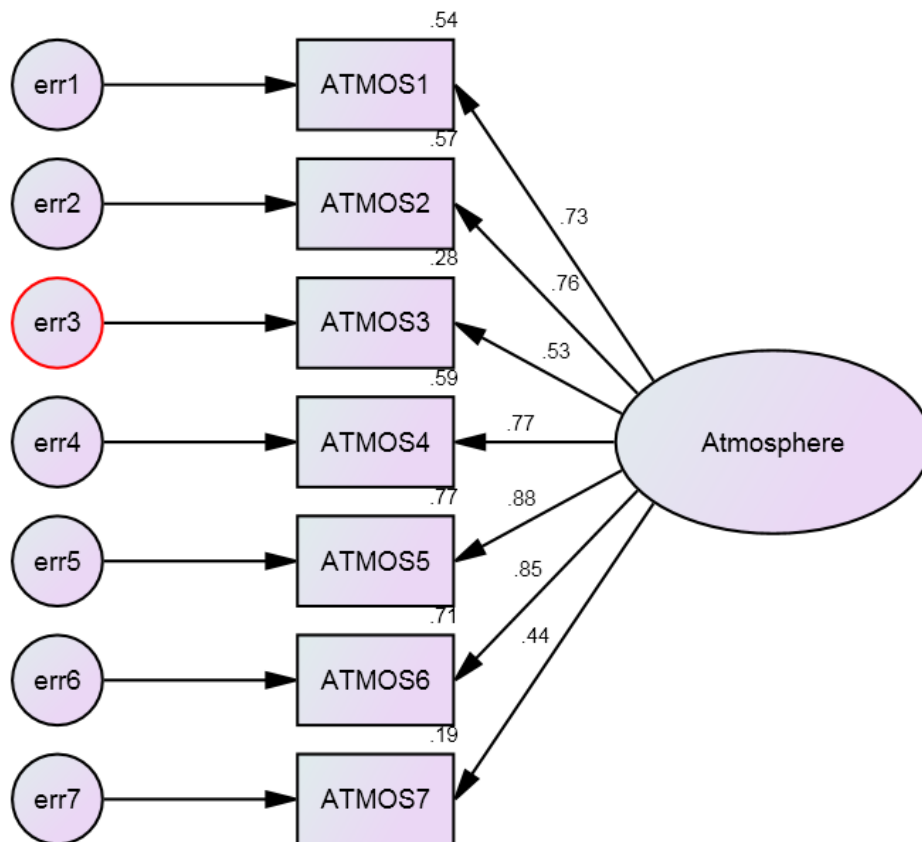 .54
err1
ATMOS1
.57
.73
err2
ATMOS2
.28
.76
err3
ATMOS3
.53
.59
err4
ATMOS4
.77
Atmosphere
.77
.88
err5
ATMOS5
.85
.71
.44
err6
ATMOS6
.19
err7
ATMOS7